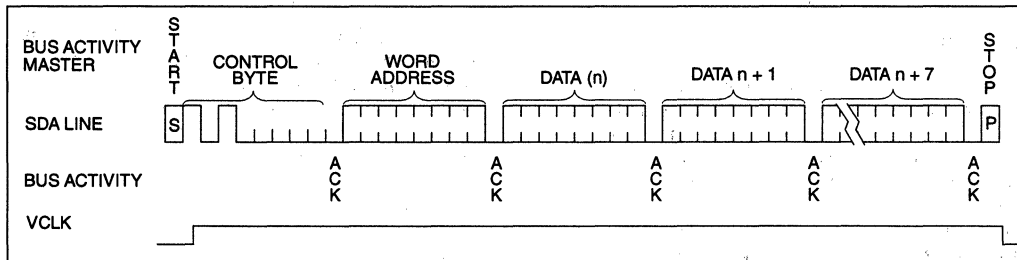 START
BUS ACTIVITY
MASTER
CONTROL
BYTE
WORD
ADDRESS
DATA (n)
DATA n + 1
DATA n + 7
STOP
SDA LINE
S
P
BUS ACTIVITY
ACK
ACK
ACK
ACK
ACK
VCLK